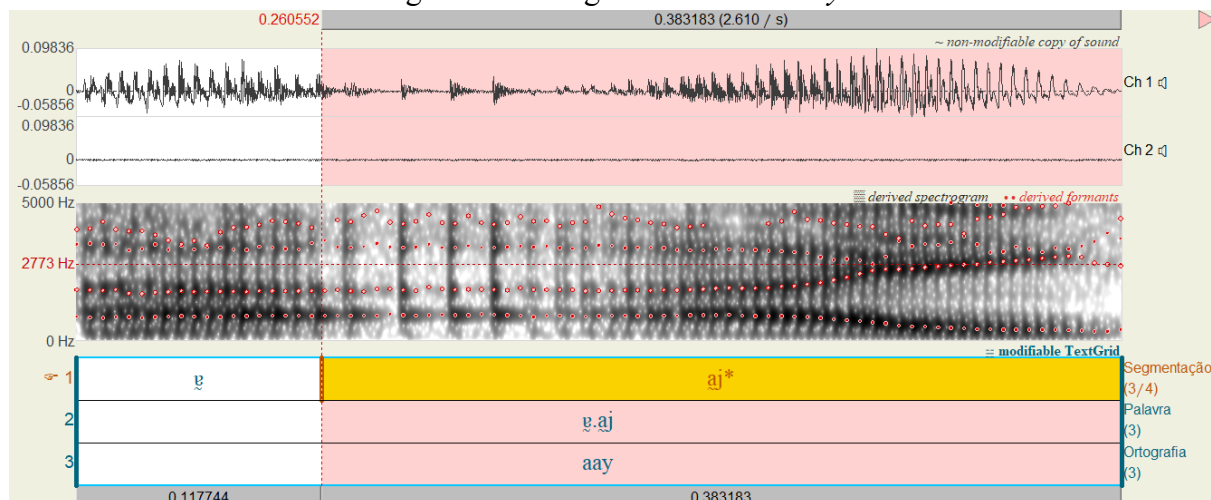 0.260552
0.383183 (2.610 / s)
~ non-modifiable copy of sound
0.09836
0
-0.05856
Ch 1
0.09836
0
-0.05856
Ch 2
derived spectrogram
derived formants
5000 Hz
2773 Hz
0 Hz
modifiable TextGrid
1
ɐ̰
a̰j*
Segmentação
(3/4)
2
ɐ̰.a̰j
Palavra
(3)
3
aay
Ortografia
(3)
0.117744
0.383183